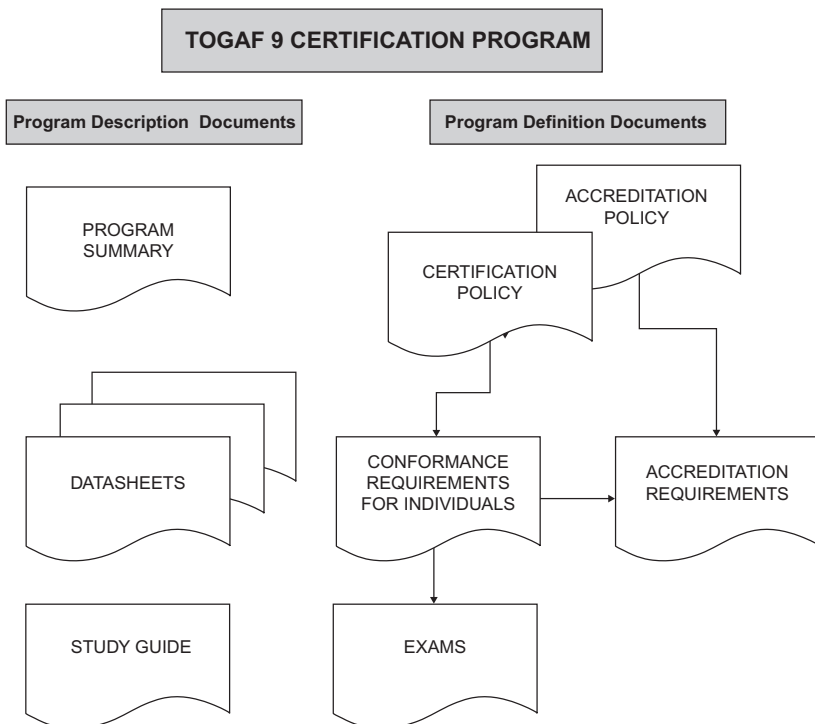 TOGAF 9 CERTIFICATION PROGRAM
Program Description Documents
Program Definition Documents
PROGRAM
SUMMARY
ACCREDITATION
POLICY
CERTIFICATION
POLICY
DATASHEETS
CONFORMANCE
REQUIREMENTS
FOR INDIVIDUALS
ACCREDITATION
REQUIREMENTS
STUDY GUIDE
EXAMS